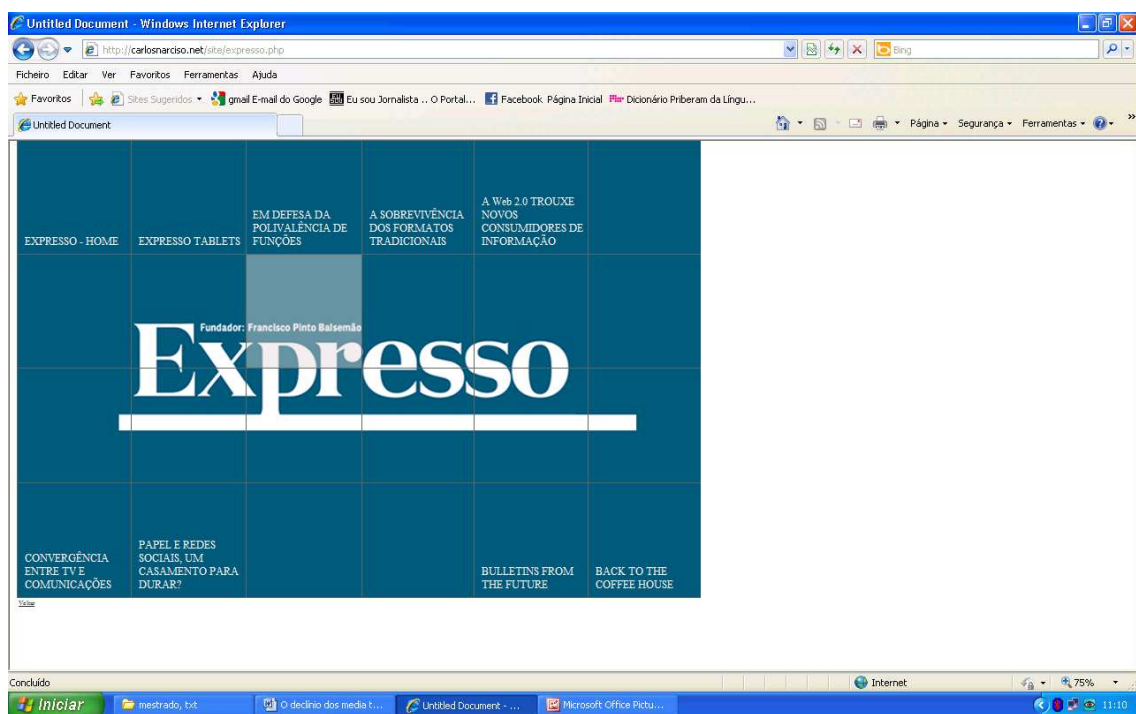 Untitled Document - Windows Internet Explorer
http://carlosnarciso.net/site/expresso.php
Bing
Ficheiro Editar Ver Favoritos Ferramentas Ajuda
Favoritos Sites Sugeridos gmail E-mail do Google Eu sou Jornalista .. O Portal... Facebook Página Inicial Dicionário Priberam da Língu...
Untitled Document
Página Segurança Ferramentas
EXPRESSO - HOME
EXPRESSO TABLETS
EM DEFESA DA
POLIVALÊNCIA DE
FUNÇÕES
A SOBREVIVÊNCIA
DOS FORMATOS
TRADICIONAIS
A Web 2.0 TROUXE
NOVOS
CONSUMIDORES DE
INFORMAÇÃO
Fundador: Francisco Pinto Balsemão
Expresso
CONVERGÊNCIA
ENTRE TV E
COMUNICAÇÕES
PAPEL E REDES
SOCIAIS, UM
CASAMENTO PARA
DURAR?
BULLETINS FROM
THE FUTURE
BACK TO THE
COFFEE HOUSE
Voltar
Concluído Internet 75%
Iniciar mestrado, txt O declínio dos media t... Untitled Document - ... Microsoft Office Pictu... 11:10